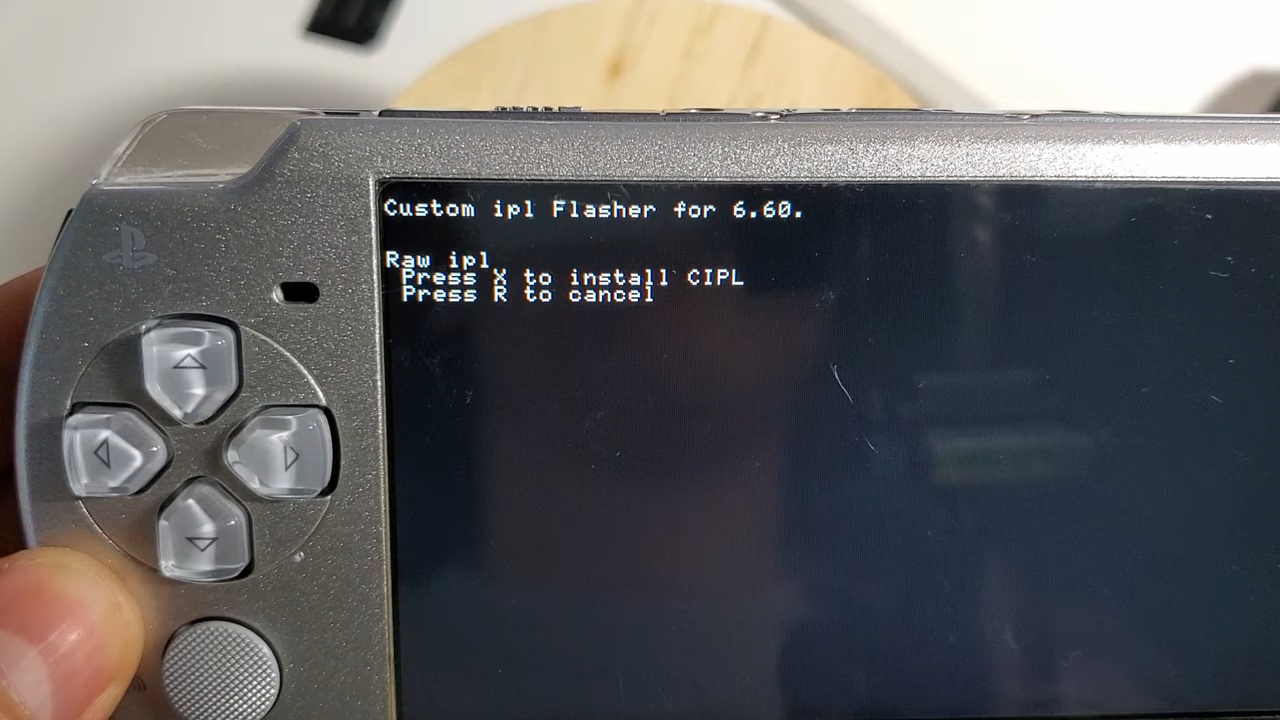 Custom ipl Flasher for 6.60.
Raw ipl
Press X to install CIPL
Press R to cancel